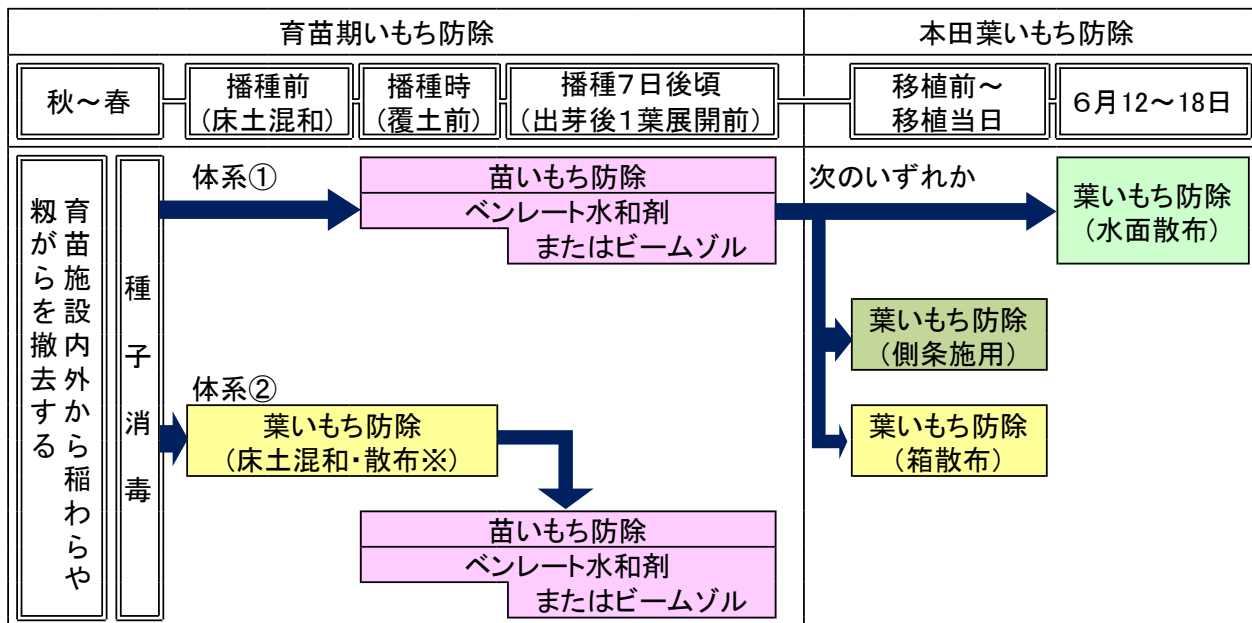 育苗期いもち防除
本田葉いもち防除
秋～春
播種前
(床土混和)
播種時
(覆土前)
播種７日後頃
(出芽後１葉展開前)
移植前～
移植当日
６月12～18日
育苗施設内外から稲わらや
籾がらを撤去する
種子消毒
体系①
苗いもち防除
ベンレート水和剤
またはビームゾル
次のいずれか
葉いもち防除
(水面散布)
葉いもち防除
(側条施用)
体系②
葉いもち防除
(床土混和・散布※)
葉いもち防除
(箱散布)
苗いもち防除
ベンレート水和剤
またはビームゾル